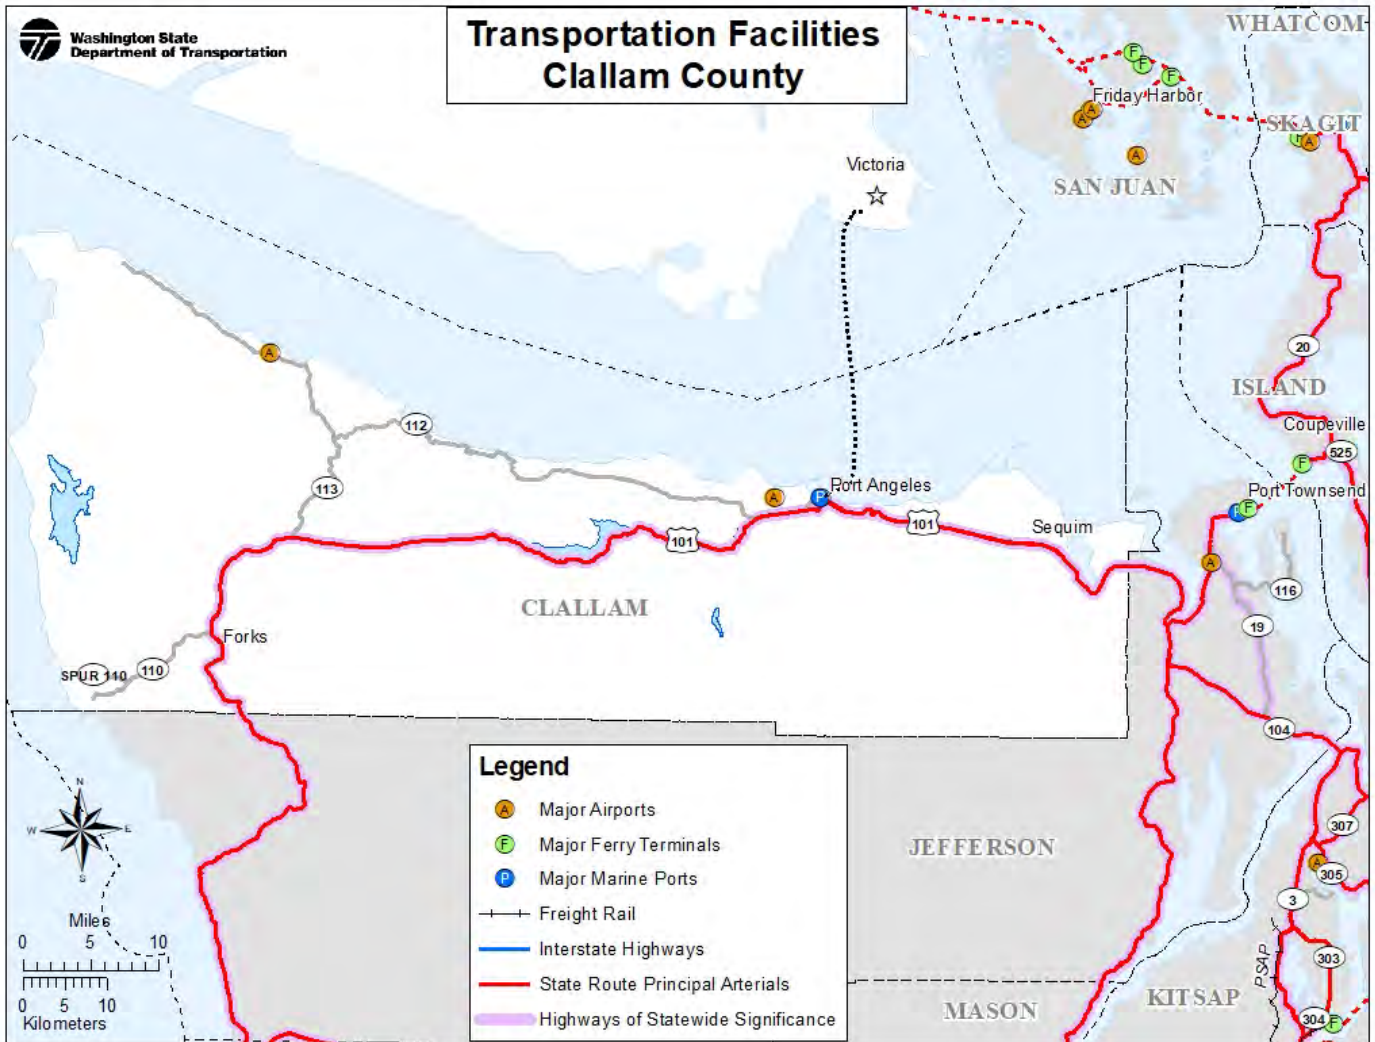 Washington State
Department of Transportation
Transportation Facilities
Clallam County
WHATCOM
F
F
F
Friday Harbor
A
A
SKAGIT
F
A
A
Victoria
SAN JUAN
20
A
ISLAND
112
Coupeville
525
F
113
A
P
Port Angeles
Port Townsend
P
F
101
101
Sequim
A
116
CLALLAM
19
Forks
SPUR 110
110
104
Legend
A Major Airports
F Major Ferry Terminals
P Major Marine Ports
Freight Rail
Interstate Highways
State Route Principal Arterials
Highways of Statewide Significance
N
W
E
S
Miles
0 5 10
0 5 10
Kilometers
JEFFERSON
307
A
305
3
303
PSAP
KITSAP
MASON
304
F